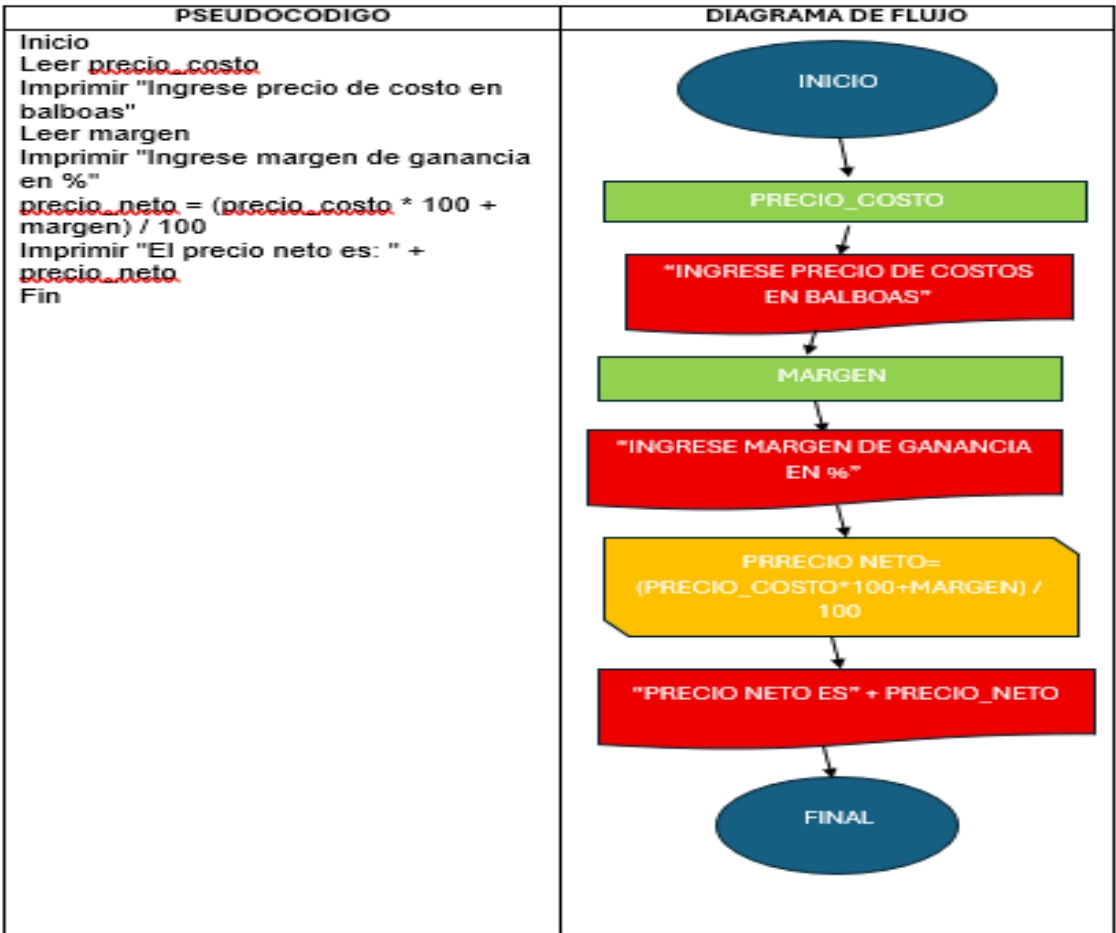 PSEUDOCODIGO
Inicio
Leer precio_costo
Imprimir "Ingrese precio de costo en
balboas"
Leer margen
Imprimir "Ingrese margen de ganancia
en %"
precio_neto = (precio_costo * 100 +
margen) / 100
Imprimir "El precio neto es: " +
precio_neto
Fin
DIAGRAMA DE FLUJO
INICIO
PRECIO_COSTO
"INGRESE PRECIO DE COSTOS
EN BALBOAS"
MARGEN
"INGRESE MARGEN DE GANANCIA
EN %"
PRRECIO NETO=
(PRECIO_COSTO*100+MARGEN) /
100
"PRECIO NETO ES" + PRECIO_NETO
FINAL